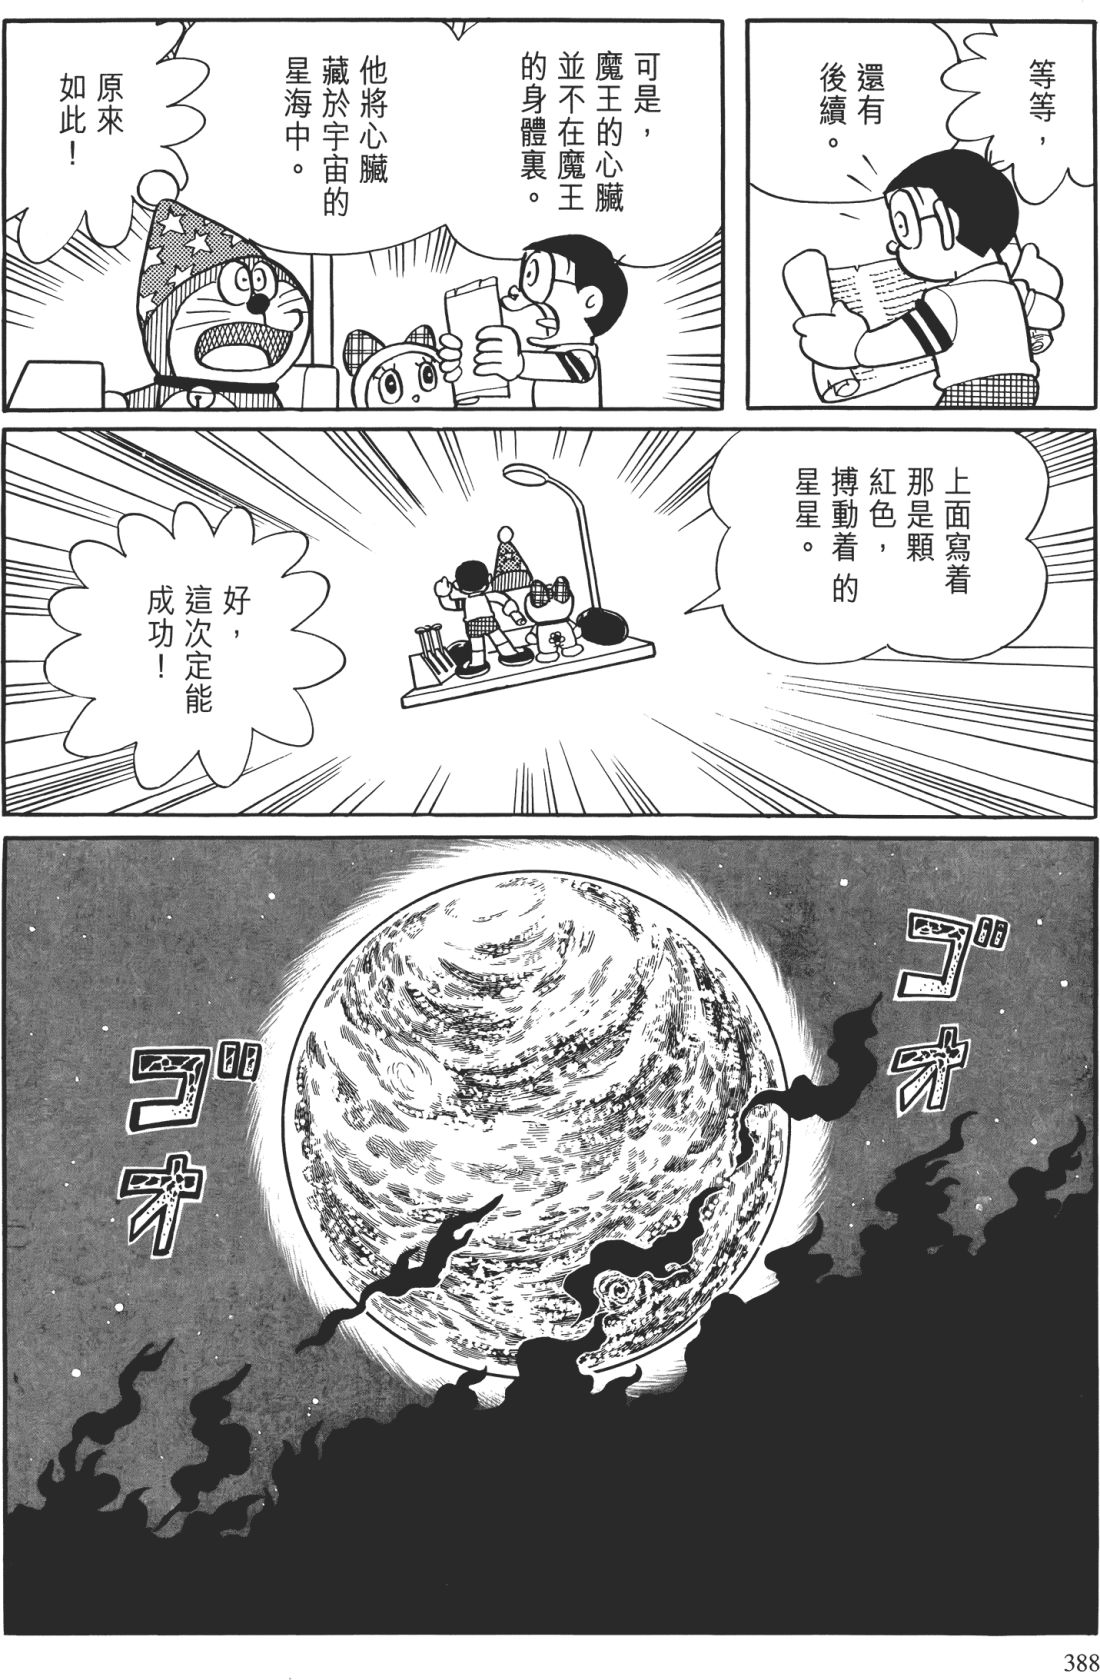 等等，
還有
後續。
可是，
魔王的心臟
並不在魔王
的身體裏。
他將心臟
藏於宇宙的
星海中。
原來
如此！
上面寫着
那是顆
紅色，
搏動着的
星星。
好，
這次定能
成功！
ゴオ
ゴオ
388